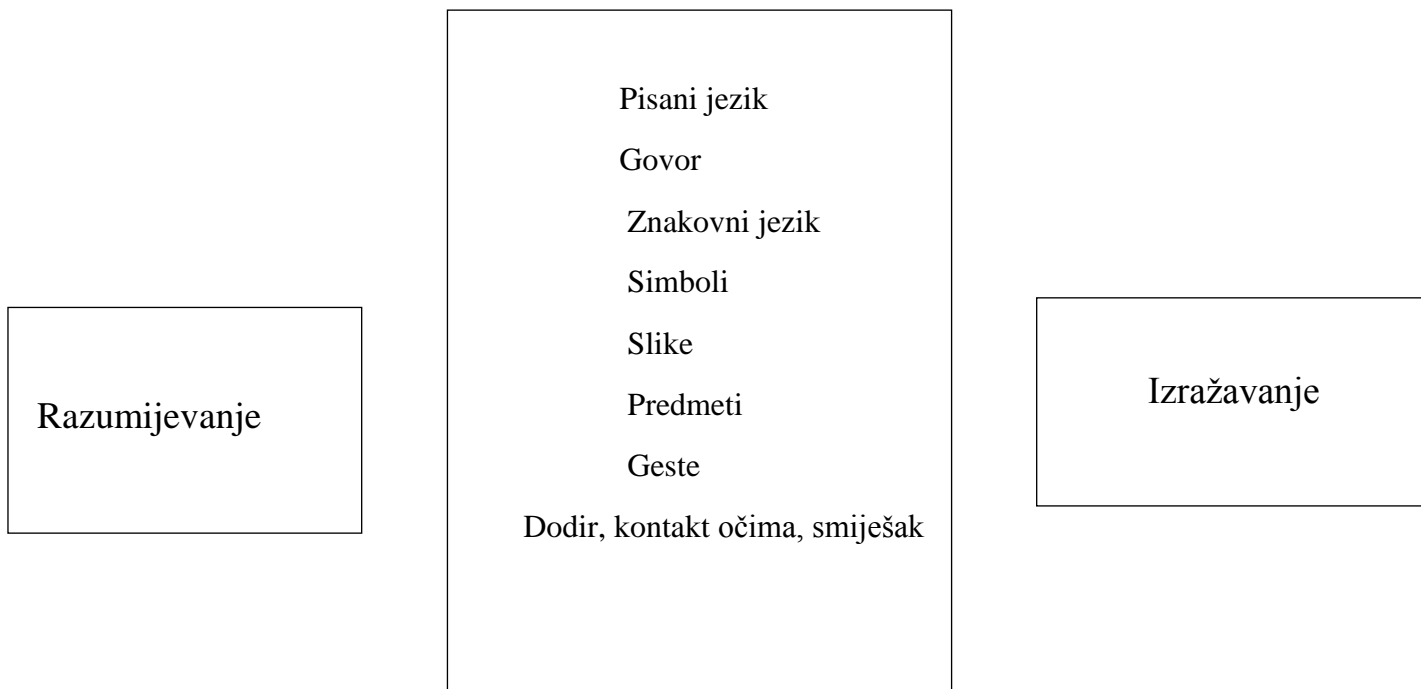 Razumijevanje
Pisani jezik
Govor
Znakovni jezik
Simboli
Slike
Predmeti
Geste
Dodir, kontakt očima, smiješak
Izražavanje